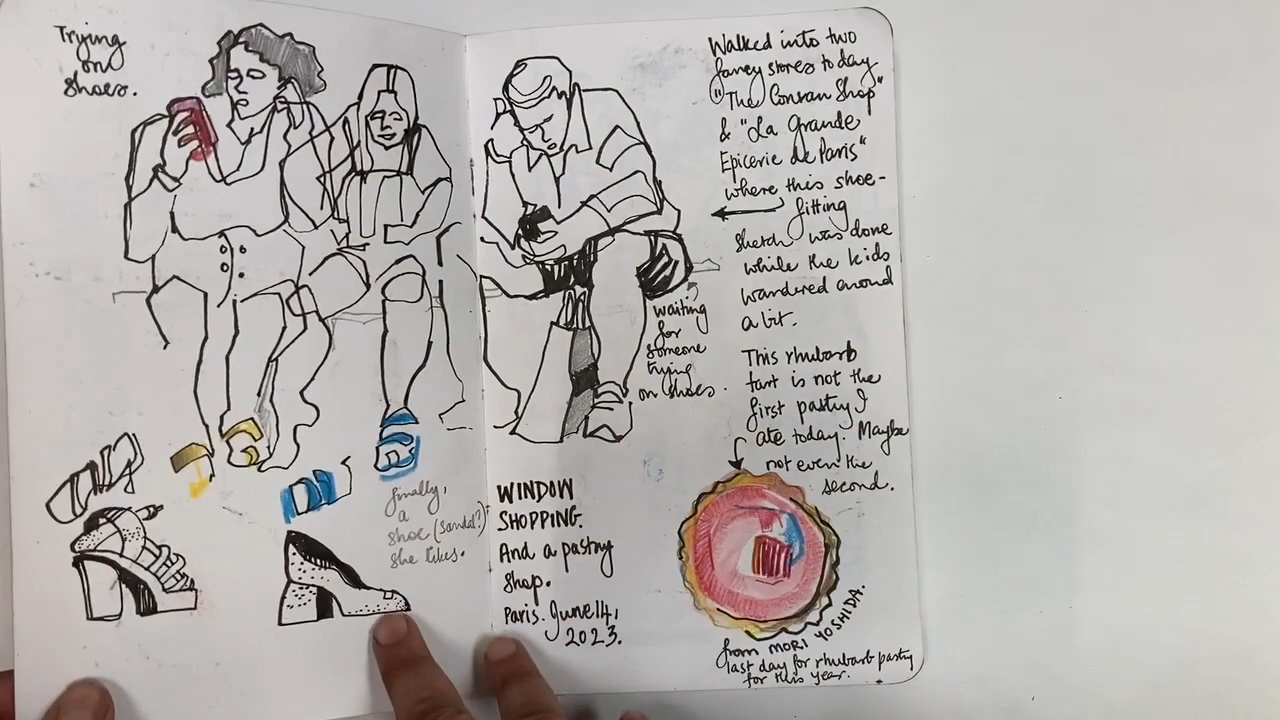 Trying
on
shoes.
finally,
a
shoe (sandal?)
she likes.
Walked into two
fancy stores today
"The Conran Shop"
& "La Grande
Epicerie de Paris"
where this shoe-
fitting
sketch was done
while the kids
wandered around
a bit.
waiting
for
someone
trying
on shoes.
This rhubarb
tart is not the
first pastry I
ate today. Maybe
not even the
second.
WINDOW
SHOPPING.
And a pastry
shop.
Paris. June 14,
2023.
from MORI YOSHIDA.
last day for rhubarb pastry
for this year.